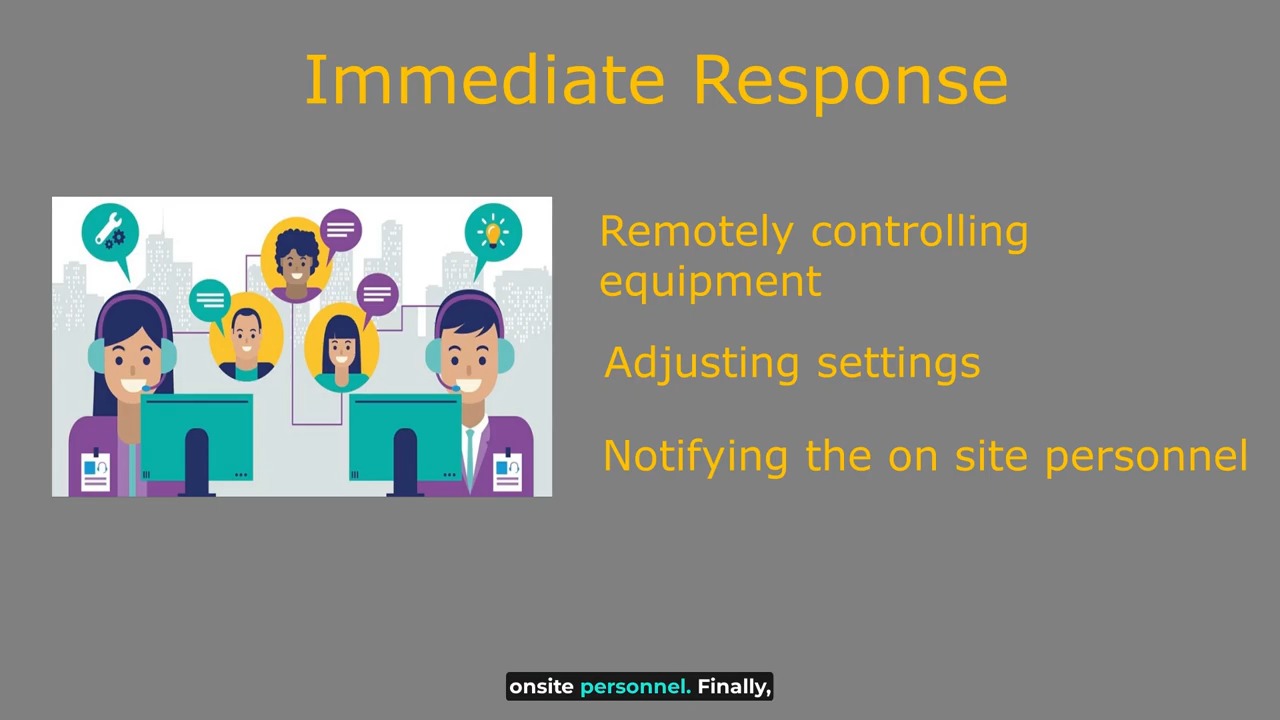 Immediate Response
Remotely controlling
equipment
Adjusting settings
Notifying the on site personnel
onsite personnel. Finally,